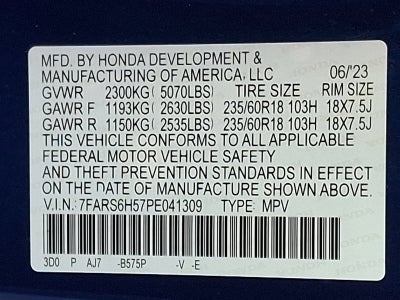 MFD. BY HONDA DEVELOPMENT &
MANUFACTURING OF AMERICA, LLC 06/'23
GVWR 2300KG( 5070LBS) TIRE SIZE RIM SIZE
GAWR F 1193KG( 2630LBS) 235/60R18 103H 18X7.5J
GAWR R 1150KG( 2535LBS) 235/60R18 103H 18X7.5J
THIS VEHICLE CONFORMS TO ALL APPLICABLE
FEDERAL MOTOR VEHICLE SAFETY
AND THEFT PREVENTION STANDARDS IN EFFECT
ON THE DATE OF MANUFACTURE SHOWN ABOVE.
V.I.N.: 7FARS6H57PE041309 TYPE: MPV
3D0 P AJ7 -B575P -V -E